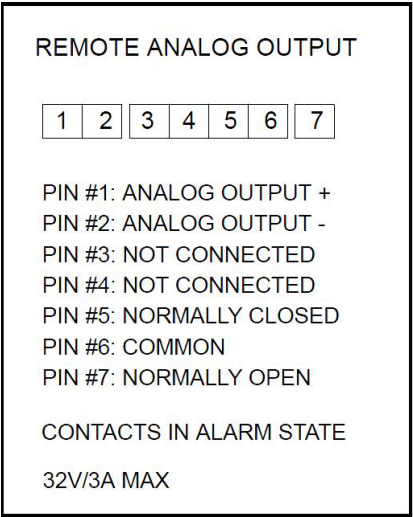 REMOTE ANALOG OUTPUT
1 2 3 4 5 6 7
PIN #1: ANALOG OUTPUT +
PIN #2: ANALOG OUTPUT -
PIN #3: NOT CONNECTED
PIN #4: NOT CONNECTED
PIN #5: NORMALLY CLOSED
PIN #6: COMMON
PIN #7: NORMALLY OPEN
CONTACTS IN ALARM STATE
32V/3A MAX